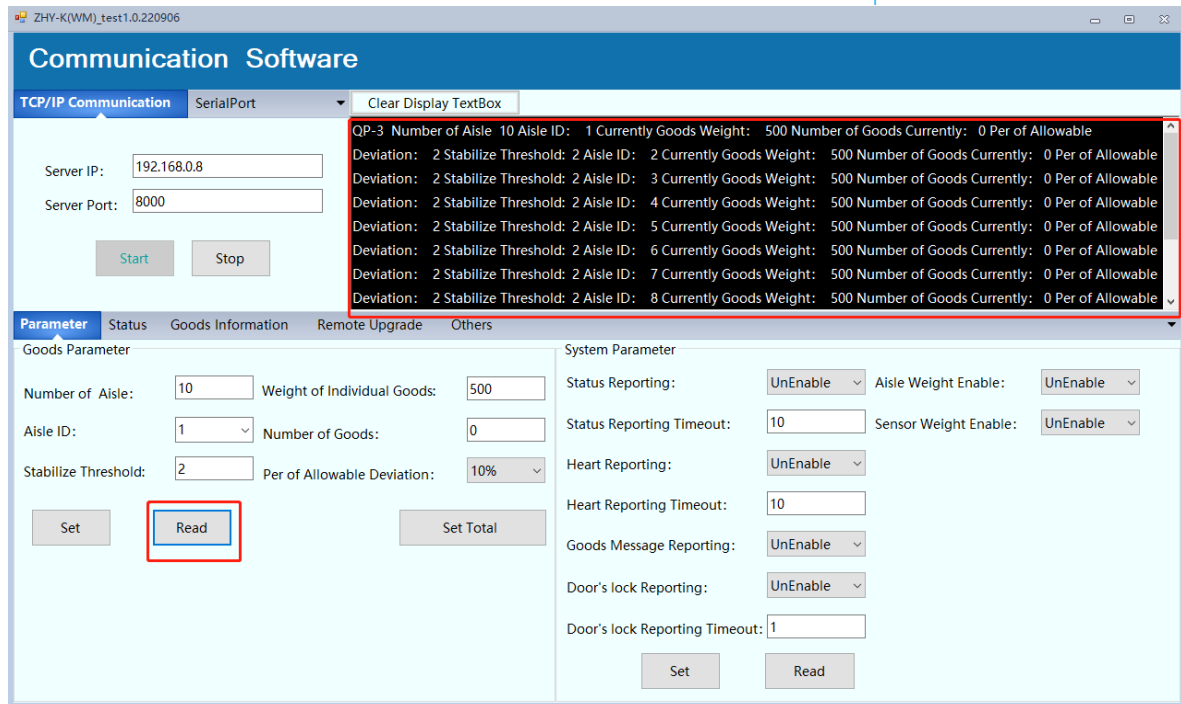 ZHY-K(WM)_test1.0.220906
Communication Software
TCP/IP Communication SerialPort Clear Display TextBox
QP-3 Number of Aisle 10 Aisle ID: 1 Currently Goods Weight: 500 Number of Goods Currently: 0 Per of Allowable
Deviation: 2 Stabilize Threshold: 2 Aisle ID: 2 Currently Goods Weight: 500 Number of Goods Currently: 0 Per of Allowable
Deviation: 2 Stabilize Threshold: 2 Aisle ID: 3 Currently Goods Weight: 500 Number of Goods Currently: 0 Per of Allowable
Deviation: 2 Stabilize Threshold: 2 Aisle ID: 4 Currently Goods Weight: 500 Number of Goods Currently: 0 Per of Allowable
Deviation: 2 Stabilize Threshold: 2 Aisle ID: 5 Currently Goods Weight: 500 Number of Goods Currently: 0 Per of Allowable
Deviation: 2 Stabilize Threshold: 2 Aisle ID: 6 Currently Goods Weight: 500 Number of Goods Currently: 0 Per of Allowable
Deviation: 2 Stabilize Threshold: 2 Aisle ID: 7 Currently Goods Weight: 500 Number of Goods Currently: 0 Per of Allowable
Deviation: 2 Stabilize Threshold: 2 Aisle ID: 8 Currently Goods Weight: 500 Number of Goods Currently: 0 Per of Allowable
Server IP: 192.168.0.8
Server Port: 8000
Start Stop
Parameter Status Goods Information Remote Upgrade Others
Goods Parameter
Number of Aisle: 10 Weight of Individual Goods: 500
Aisle ID: 1 Number of Goods: 0
Stabilize Threshold: 2 Per of Allowable Deviation: 10%
Set Read Set Total
System Parameter
Status Reporting: UnEnable Aisle Weight Enable: UnEnable
Status Reporting Timeout: 10 Sensor Weight Enable: UnEnable
Heart Reporting: UnEnable
Heart Reporting Timeout: 10
Goods Message Reporting: UnEnable
Door's lock Reporting: UnEnable
Door's lock Reporting Timeout: 1
Set Read